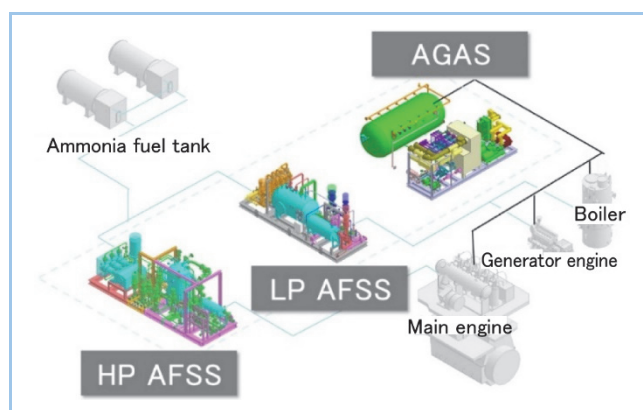 AGAS
Ammonia fuel tank
Boiler
Generator engine
LP AFSS
Main engine
HP AFSS